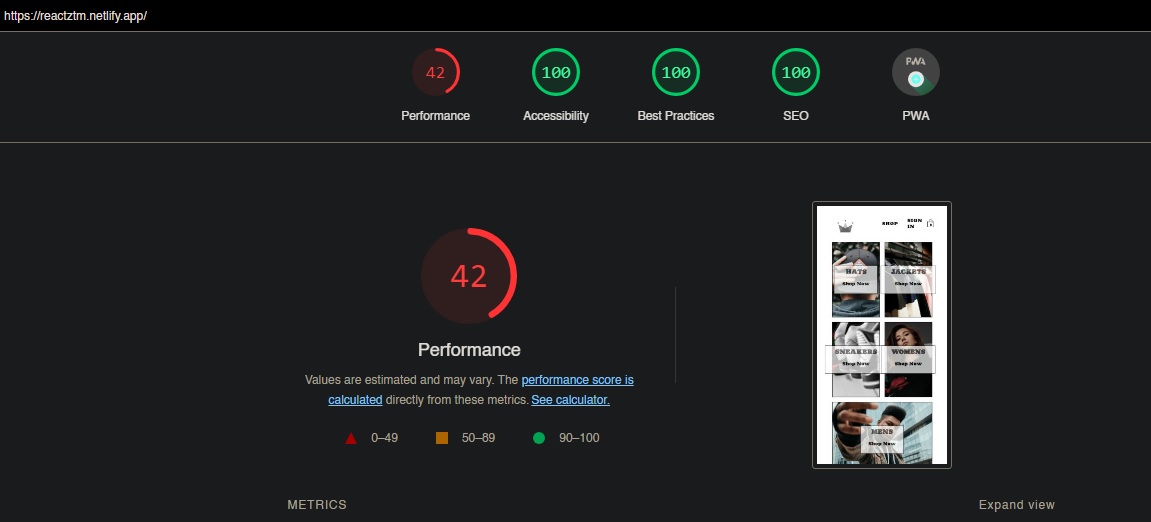 https://reactztm.netlify.app/
42 100 100 100 PWA
Performance Accessibility Best Practices SEO PWA
SHOP SIGN IN
HATS JACKETS
Shop Now Shop Now
SNEAKERS WOMENS
Shop Now Shop Now
MENS
Shop Now
42
Performance
Values are estimated and may vary. The performance score is
calculated directly from these metrics. See calculator.
0–49 50–89 90–100
METRICS Expand view